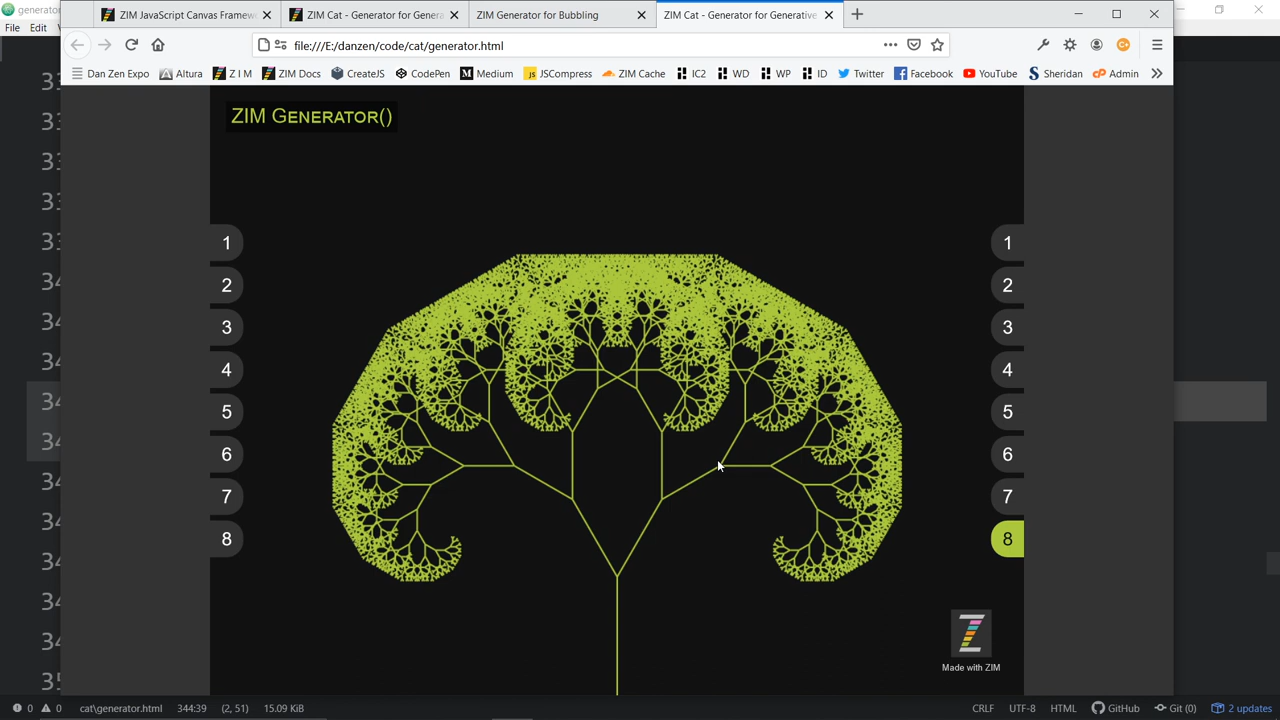 generator
File Edit V
ZIM JavaScript Canvas Framew
ZIM Cat - Generator for Genera
ZIM Generator for Bubbling
ZIM Cat - Generator for Generative
file:///E:/danzen/code/cat/generator.html
Dan Zen Expo Altura Z I M ZIM Docs CreateJS CodePen Medium JSCompress ZIM Cache IC2 WD WP ID Twitter Facebook YouTube Sheridan Admin
ZIM GENERATOR()
1 1
2 2
3 3
4 4
5 5
6 6
7 7
8 8
Made with ZIM
0 0 cat\generator.html 344:39 (2, 51) 15.09 KiB CRLF UTF-8 HTML GitHub Git (0) 2 updates